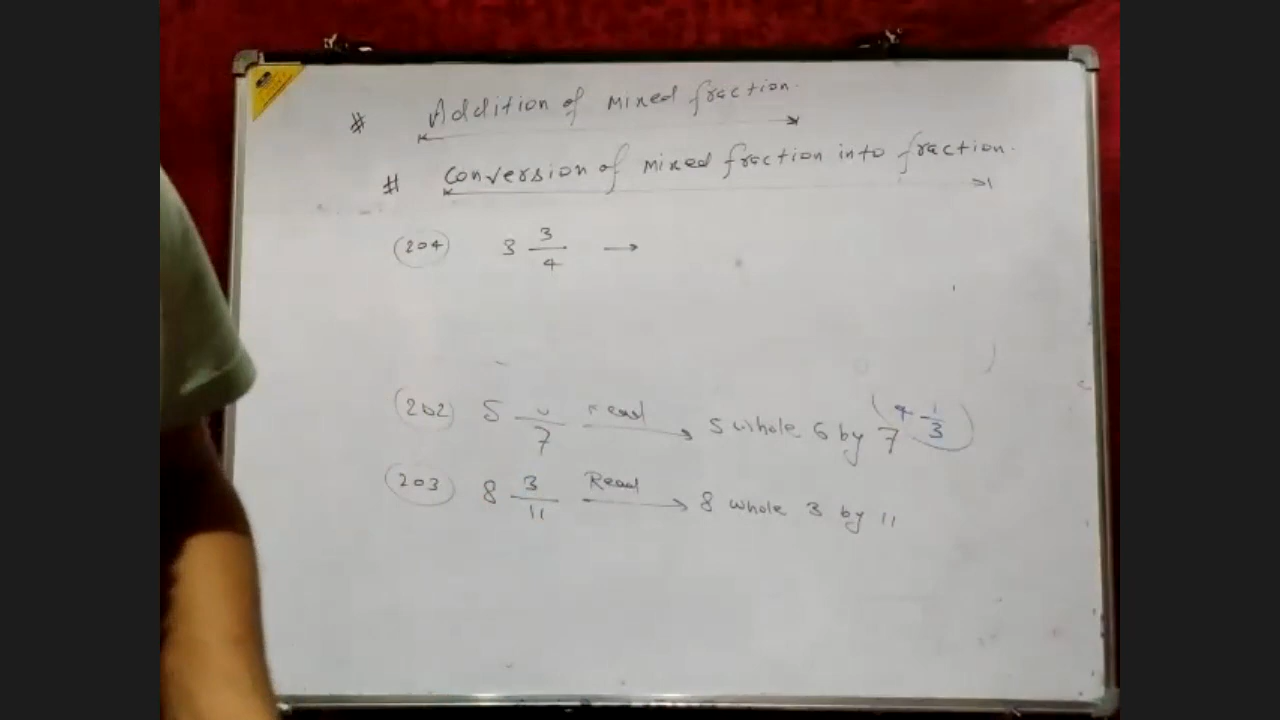 # Addition of mixed fraction.
# Conversion of mixed fraction into fraction.
(204) 3 3/4 →
(202) 5 /7 Read → 5 whole 6 by 7 (4 1/3)
(203) 8 3/11 Read → 8 whole 3 by 11